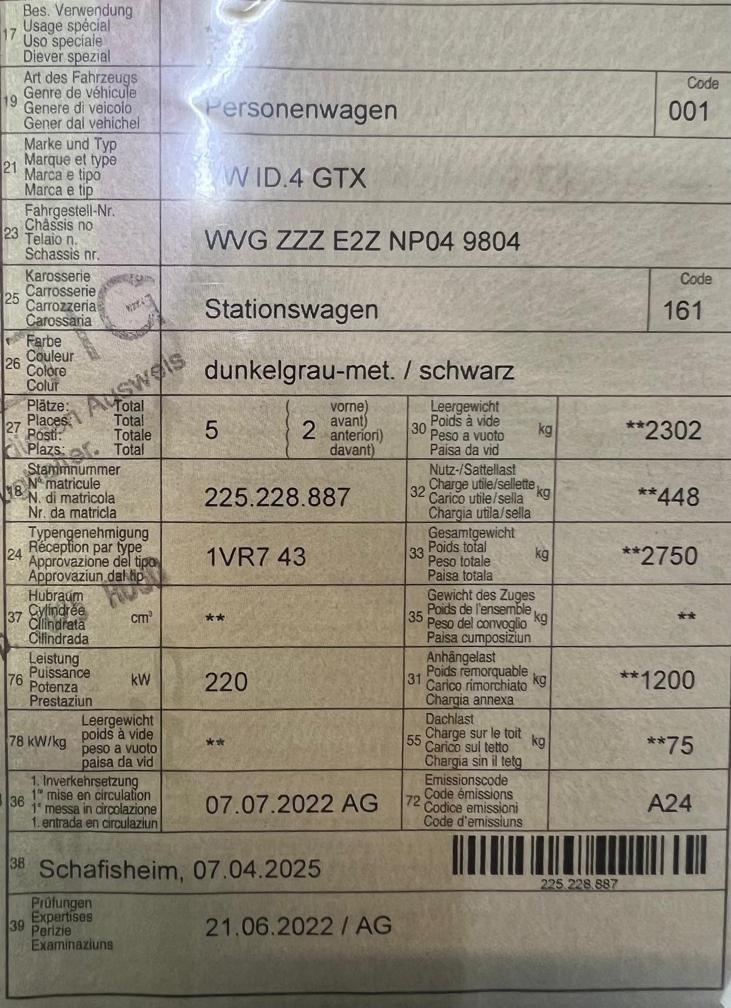 17 Bes. Verwendung
Usage spécial
Uso speciale
Diever spezial
19 Art des Fahrzeugs
Genre de véhicule
Genere di veicolo
Gener dal vehichel
Personenwagen
Code
001
21 Marke und Typ
Marque et type
Marca e tipo
Marca e tip
VW ID.4 GTX
23 Fahrgestell-Nr.
Châssis no
Telaio n.
Schassis nr.
WVG ZZZ E2Z NP04 9804
25 Karosserie
Carrosserie
Carrozzeria
Carossaria
Stationswagen
Code
161
26 Farbe
Couleur
Colore
Colur
dunkelgrau-met. / schwarz
27 Plätze: Total
Places: Total
Posti: Totale
Plazs: Total
5
2
vorne)
avant)
anteriori)
davant)
30 Leergewicht
Poids à vide
Peso a vuoto
Paisa da vid
kg
**2302
18 Stammnummer
N° matricule
N. di matricola
Nr. da matricla
225.228.887
32 Nutz-/Sattellast
Charge utile/sellette
Carico utile/sella
Chargia utila/sella
kg
**448
24 Typengenehmigung
Réception par type
Approvazione del tipo
Approvaziun dal tip
1VR7 43
33 Gesamtgewicht
Poids total
Peso totale
Paisa totala
kg
**2750
37 Hubraum
Cylindrée
Cilindrata
Cilindrada
cm³
**
35 Gewicht des Zuges
Poids de l'ensemble
Peso del convoglio
Paisa cumposiziun
kg
**
76 Leistung
Puissance
Potenza
Prestaziun
kW
220
31 Anhängelast
Poids remorquable
Carico rimorchiato
Chargia annexa
kg
**1200
78 kW/kg
Leergewicht
poids à vide
peso a vuoto
paisa da vid
**
55 Dachlast
Charge sur le toit
Carico sul tetto
Chargia sin il tetg
kg
**75
36 1. Inverkehrsetzung
1re mise en circulation
1a messa in circolazione
1. entrada en circulaziun
07.07.2022 AG
72 Emissionscode
Code émissions
Codice emissioni
Code d'emissiuns
A24
38 Schafisheim, 07.04.2025
225.228.887
39 Prüfungen
Expertises
Perizie
Examinaziuns
21.06.2022 / AG
Ausweis